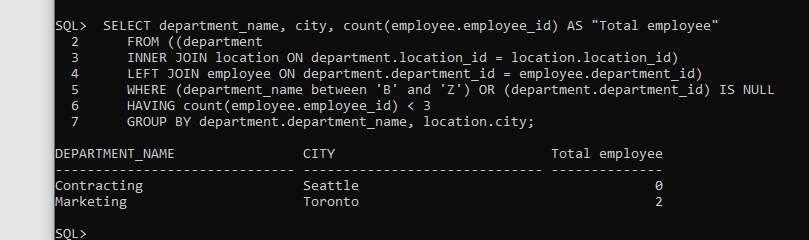 SQL>  SELECT department_name, city, count(employee.employee_id) AS "Total employee"
  2      FROM ((department
  3      INNER JOIN location ON department.location_id = location.location_id)
  4      LEFT JOIN employee ON department.department_id = employee.department_id)
  5      WHERE (department_name between 'B' and 'Z') OR (department.department_id) IS NULL
  6      HAVING count(employee.employee_id) < 3
  7      GROUP BY department.department_name, location.city;
DEPARTMENT_NAME                CITY                           Total employee
------------------------------ ------------------------------ --------------
Contracting                    Seattle                                     0
Marketing                      Toronto                                     2
SQL>